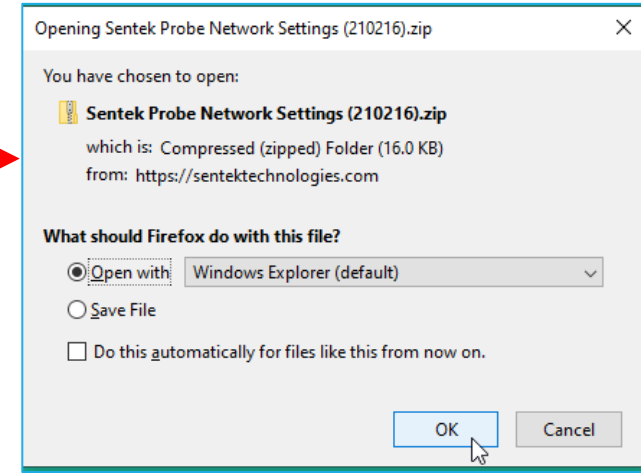 Opening Sentek Probe Network Settings (210216).zip
You have chosen to open:
Sentek Probe Network Settings (210216).zip
which is: Compressed (zipped) Folder (16.0 KB)
from: https://sentektechnologies.com
What should Firefox do with this file?
Open with Windows Explorer (default)
Save File
Do this automatically for files like this from now on.
OK Cancel